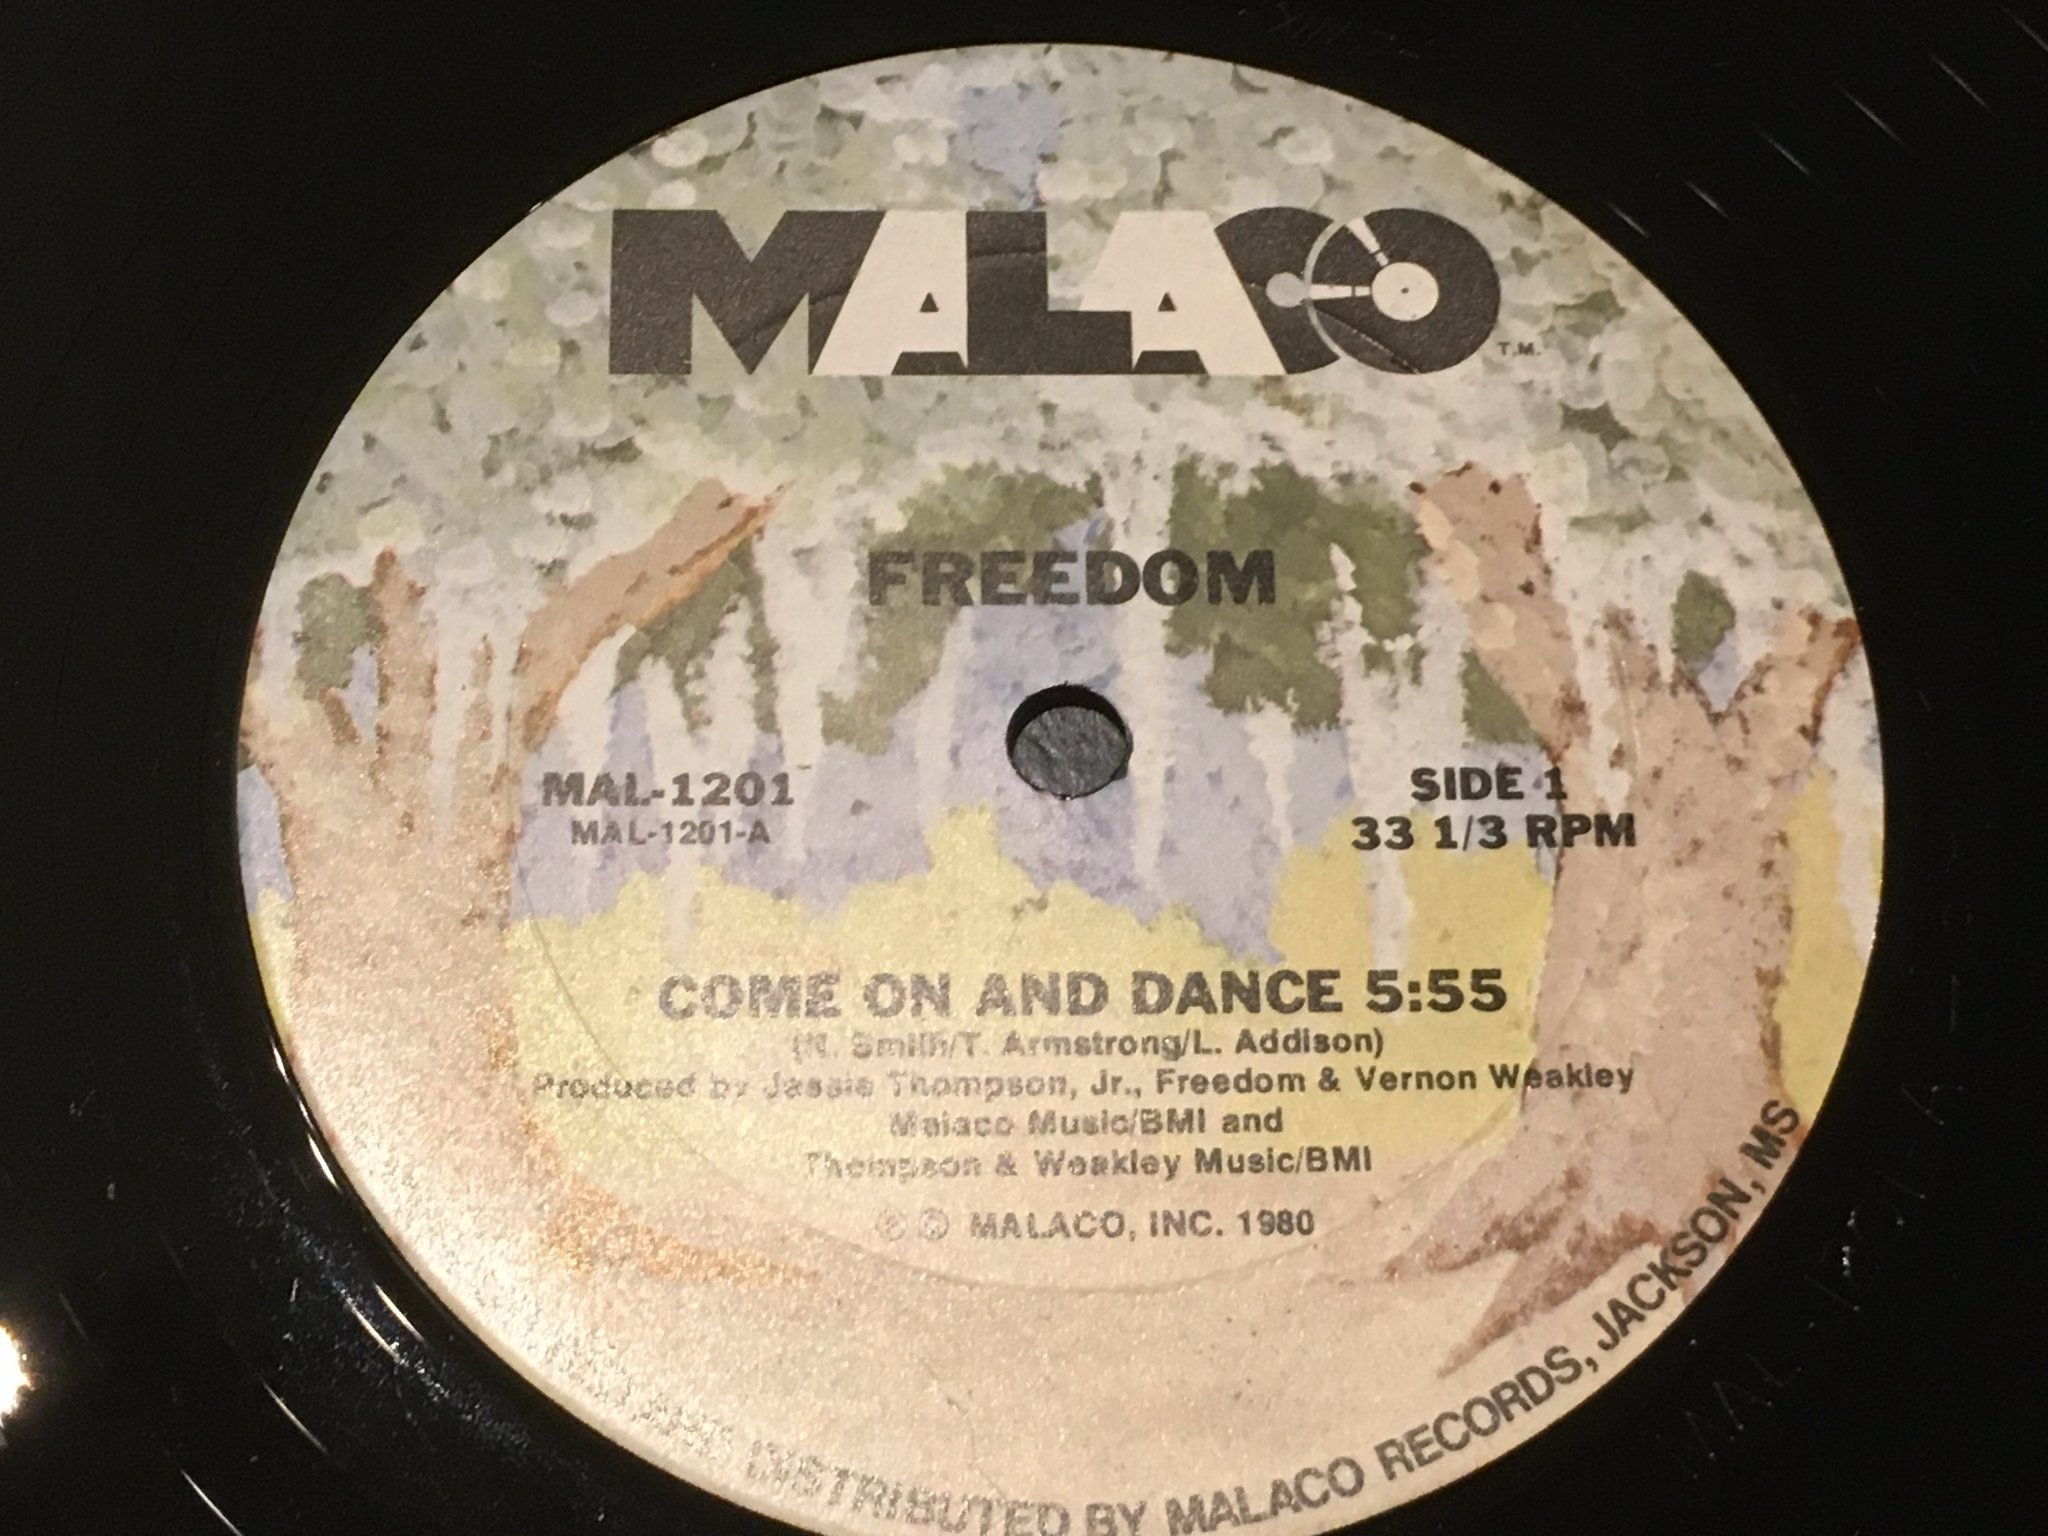 MALACO
T.M.
FREEDOM
MAL-1201
MAL-1201-A
SIDE 1
33 1/3 RPM
COME ON AND DANCE 5:55
(N. Smith/T. Armstrong/L. Addison)
Produced by Jassie Thompson, Jr., Freedom & Vernon Weakley
Malaco Music/BMI and
Thompson & Weakley Music/BMI
℗ © MALACO, INC. 1980
DISTRIBUTED BY MALACO RECORDS, JACKSON, MS